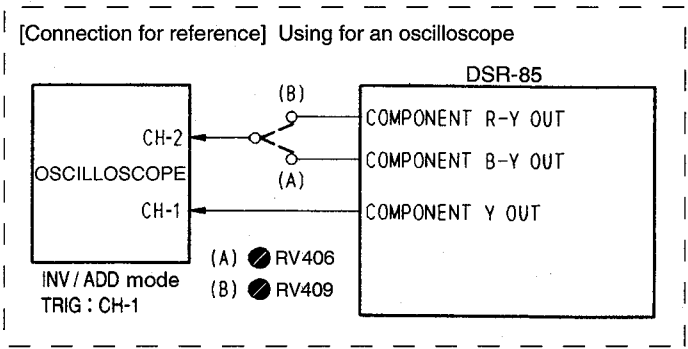 [Connection for reference] Using for an oscilloscope
DSR-85
(B)
COMPONENT R-Y OUT
CH-2
COMPONENT B-Y OUT
OSCILLOSCOPE
(A)
CH-1
COMPONENT Y OUT
(A) RV406
INV / ADD mode
(B) RV409
TRIG : CH-1